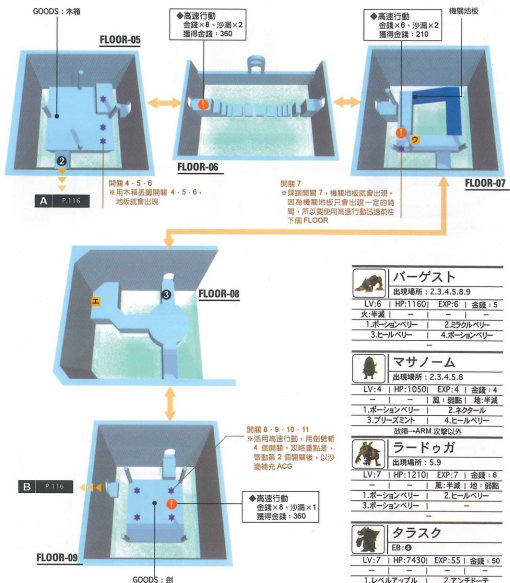 GOODS：木箱
FLOOR-05
◆高速行動
金錢×8、沙漏×2
獲得金錢：360
◆高速行動
金錢×6、沙漏×2
獲得金錢：210
機關地板
ウ
2
A P.116
開關 4・5・6
※用木箱丟擲開關 4・5・6，
地板就會出現
FLOOR-06
開關 7
※踩踏開關 7，機關地板就會出現。
因為機關地板只會出現一定的時
間，所以要使用高速行動迅速前往
下個 FLOOR
FLOOR-07
エ
3
FLOOR-08
バーゲスト
出現場所：2.3.4.5.8.9
LV:6 | HP:1160| EXP:6 | 金錢：5
火:半減 | － | － | －
1.ポーションベリー | 2.ミラクルベリー
3.ヒールベリー | 4.ポーションベリー
－
マサノーム
出現場所：2.3.4.5.8
LV:4 | HP:1050| EXP:4 | 金錢：4
－ | － | 風：弱點 | 地:半減
1.ポーションベリー | 2.ネクタール
3.ブリーズミント | 4.ヒールベリー
故障→ARM 攻擊以外
開關 8・9・10・11
※活用高速行動，用劍劈斬
4 個開關。攻略重點是，
啓動第 2 個開關後，以沙
漏補充 ACG
B P.116
◆高速行動
金錢×8、沙漏×1
獲得金錢：360
FLOOR-09
GOODS：劍
ラードゥガ
出現場所：5.9
LV:7 | HP:1210| EXP:7 | 金錢：6
－ | － | 風:半減 | 地：弱點
1.ポーションベリー | 2.ヒールベリー
3.ポーションベリー | －
－
タラスク
EB:❹
LV:7 | HP:7430| EXP:55 | 金錢：50
－ | － | － | －
1.レベルアップル | 2.アンチドーテ